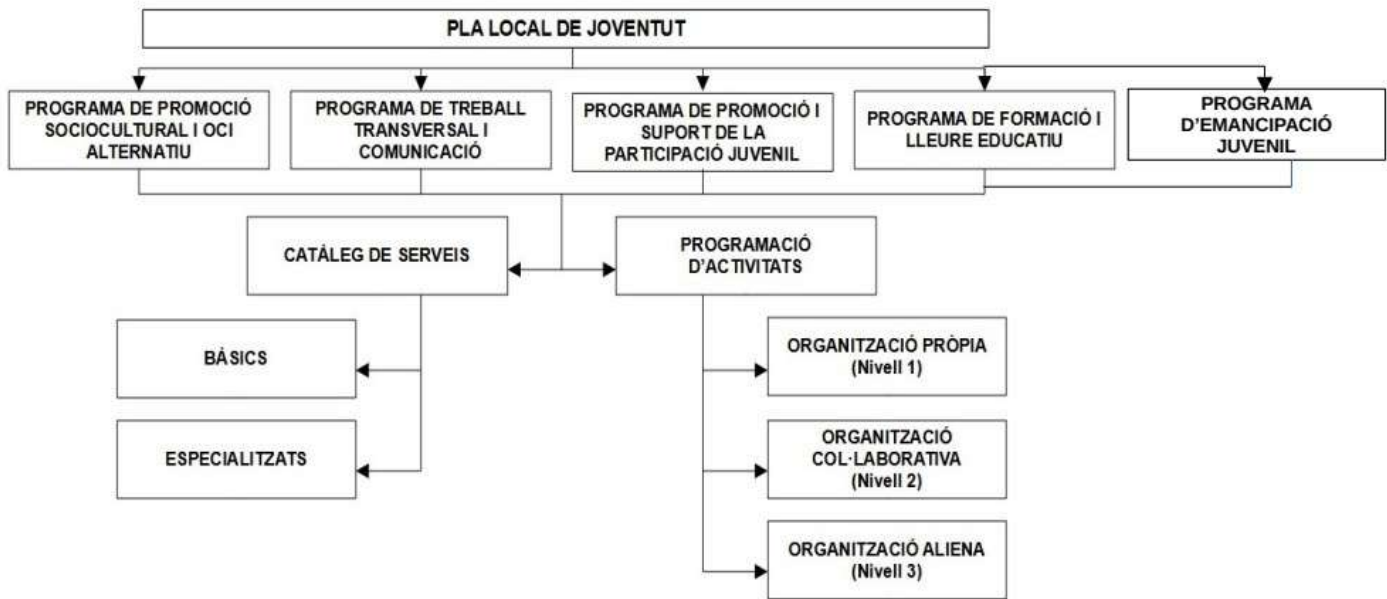 PLA LOCAL DE JOVENTUT
PROGRAMA DE PROMOCIÓ
SOCIOCULTURAL I OCI
ALTERNATIU
PROGRAMA DE TREBALL
TRANSVERSAL I
COMUNICACIÓ
PROGRAMA DE PROMOCIÓ I
SUPORT DE LA
PARTICIPACIÓ JUVENIL
PROGRAMA DE FORMACIÓ I
LLEURE EDUCATIU
PROGRAMA
D'EMANCIPACIÓ
JUVENIL
CATÀLEG DE SERVEIS
PROGRAMACIÓ
D'ACTIVITATS
BÀSICS
ESPECIALITZATS
ORGANITZACIÓ PRÒPIA
(Nivell 1)
ORGANITZACIÓ
COL·LABORATIVA
(Nivell 2)
ORGANITZACIÓ ALIENA
(Nivell 3)